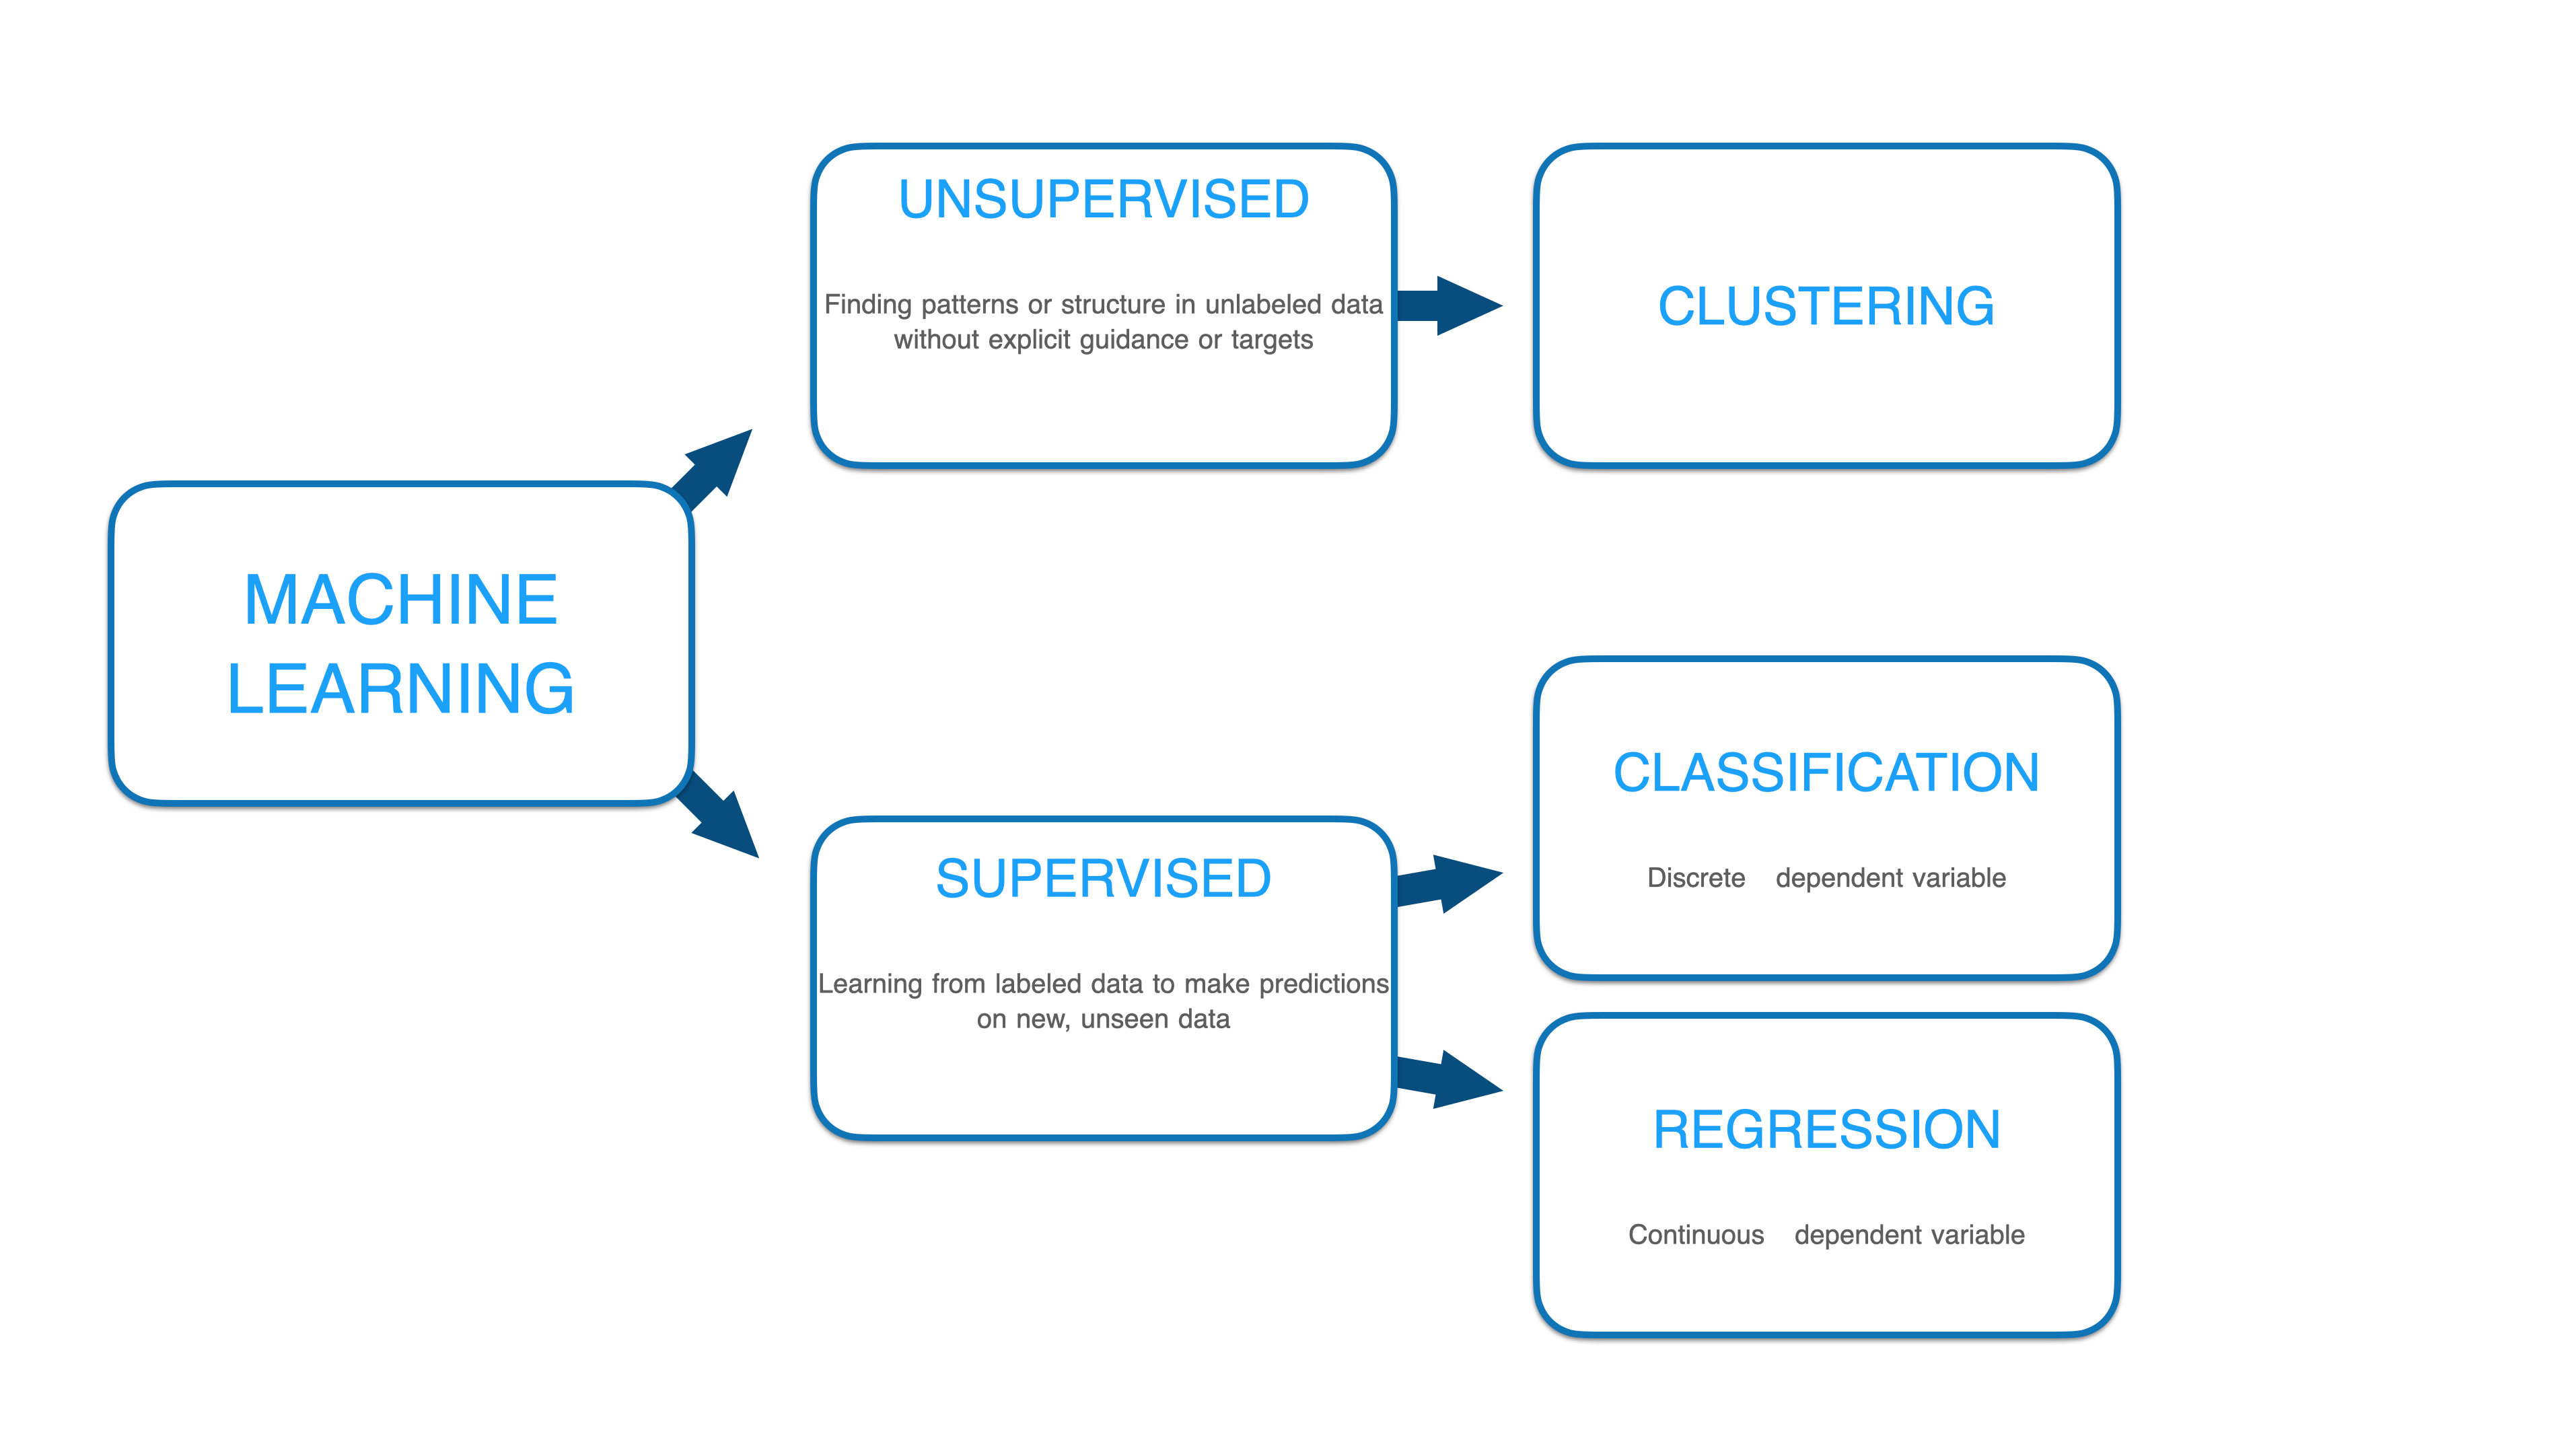 MACHINE
LEARNING
UNSUPERVISED
Finding patterns or structure in unlabeled data
without explicit guidance or targets
CLUSTERING
SUPERVISED
Learning from labeled data to make predictions
on new, unseen data
CLASSIFICATION
Discrete dependent variable
REGRESSION
Continuous dependent variable